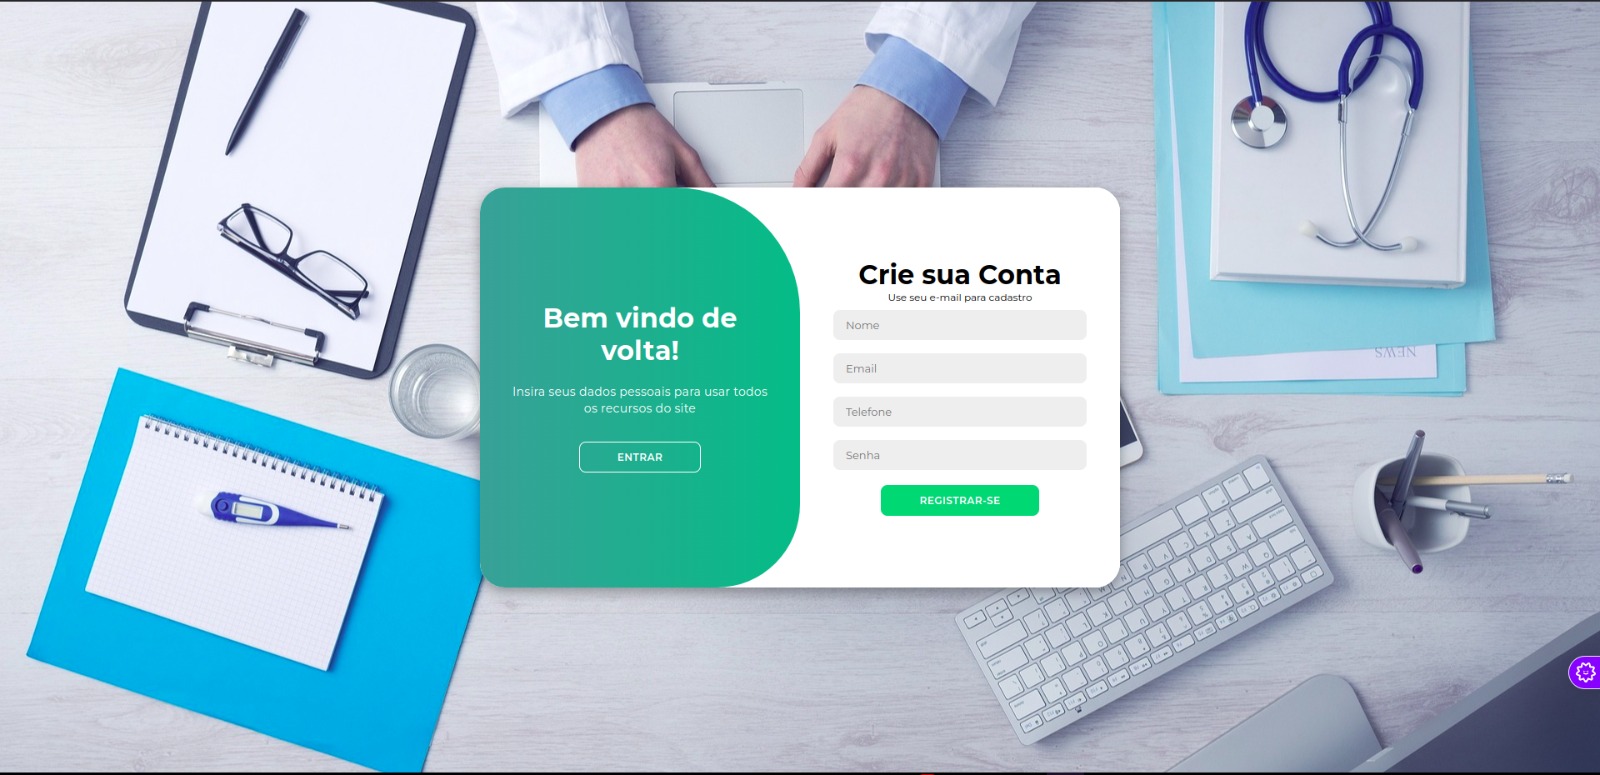 Bem vindo de
volta!
Insira seus dados pessoais para usar todos
os recursos do site
ENTRAR
Crie sua Conta
Use seu e-mail para cadastro
Nome
Email
Telefone
Senha
REGISTRAR-SE
NEWS